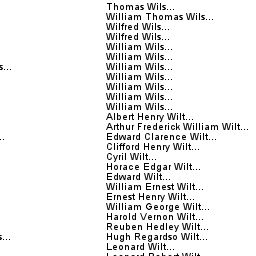 Thomas Wils...
William Thomas Wils...
Wilfred Wils...
Wilfred Wils...
William Wils...
William Wils...
s... William Wils...
William Wils...
William Wils...
William Wils...
William Wils...
Albert Henry Wilt...
Arthur Frederick William Wilt...
... Edward Clarence Wilt...
Clifford Henry Wilt...
Cyril Wilt...
Horace Edgar Wilt...
Edward Wilt...
William Ernest Wilt...
Ernest Henry Wilt...
William George Wilt...
Harold Vernon Wilt...
Reuben Hedley Wilt...
s... Hugh Regardso Wilt...
Leonard Wilt...
Leonard Robert Wilt...